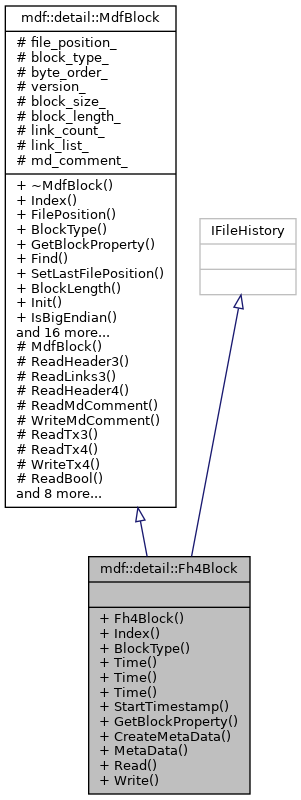 mdf::detail::MdfBlock
# file_position_
# block_type_
# byte_order_
# version_
# block_size_
# block_length_
# link_count_
# link_list_
# md_comment_
+ ~MdfBlock()
+ Index()
+ FilePosition()
+ BlockType()
+ GetBlockProperty()
+ Find()
+ SetLastFilePosition()
+ BlockLength()
+ Init()
+ IsBigEndian()
and 16 more...
# MdfBlock()
# ReadHeader3()
# ReadLinks3()
# ReadHeader4()
# ReadMdComment()
# WriteMdComment()
# ReadTx3()
# ReadTx4()
# WriteTx4()
# ReadBool()
and 8 more...
IFileHistory
mdf::detail::Fh4Block
+ Fh4Block()
+ Index()
+ BlockType()
+ Time()
+ Time()
+ Time()
+ StartTimestamp()
+ GetBlockProperty()
+ CreateMetaData()
+ MetaData()
+ Read()
+ Write()